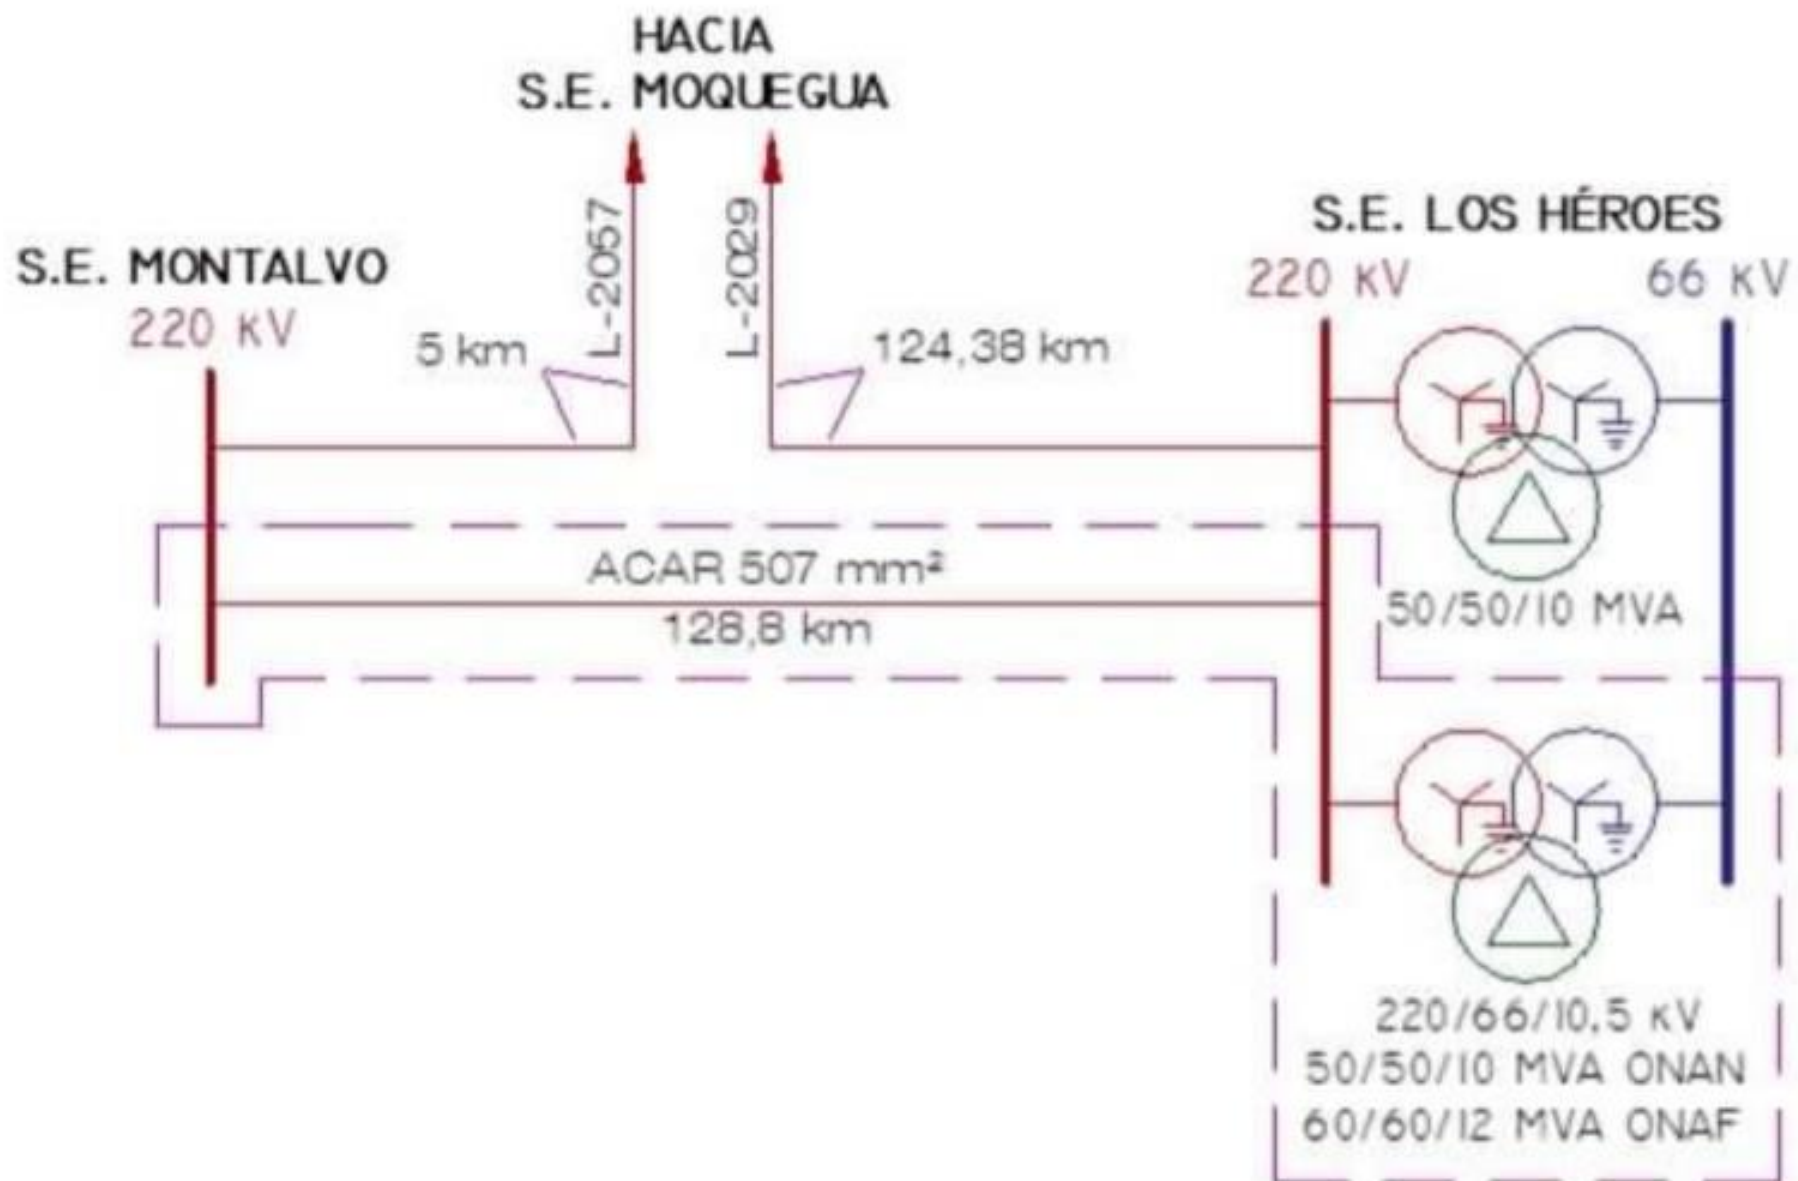 HACIA
S.E. MOQUEGUA
S.E. MONTALVO
220 KV
5 km
L-2057
L-2029
124,38 km
S.E. LOS HÉROES
220 KV
66 KV
ACAR 507 mm²
128,8 km
50/50/10 MVA
220/66/10,5 KV
50/50/10 MVA ONAN
60/60/12 MVA ONAF